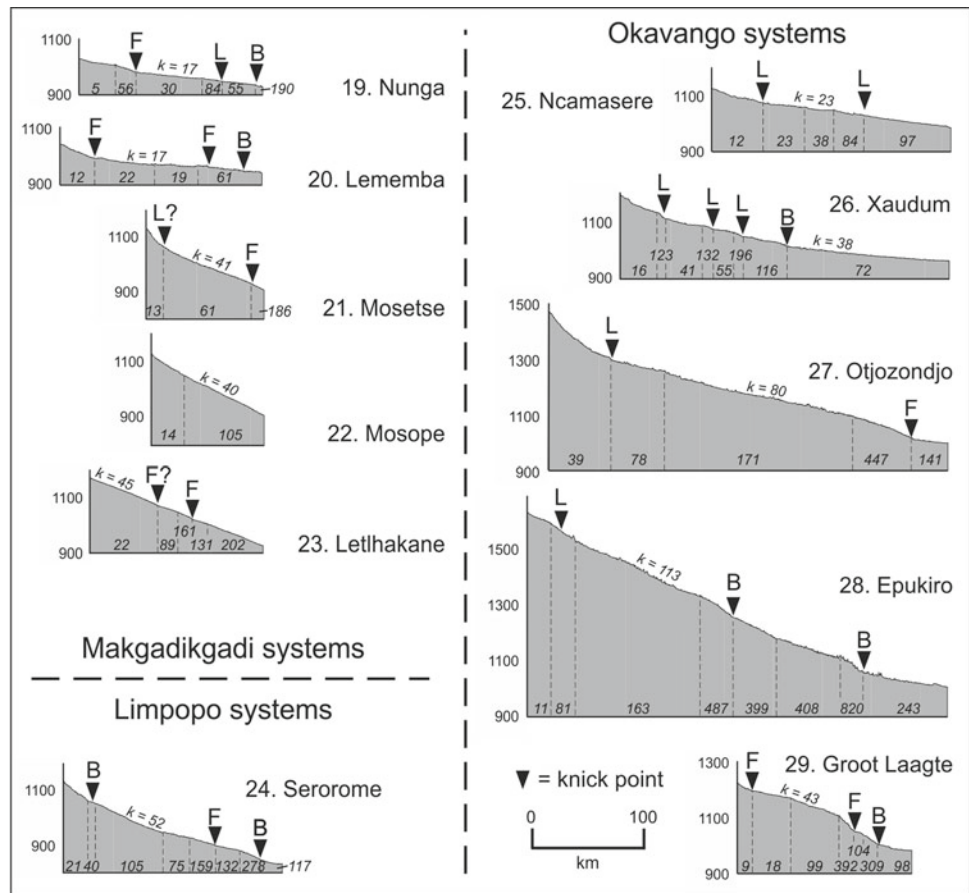 1100
900
F
L
B
k = 17
5 56 30 84 55 190
19. Nunga
1100
900
F
F
B
k = 17
12 22 19 61
20. Lememba
1100
900
L?
F
k = 41
13 61 186
21. Mosetse
1100
900
k = 40
14 105
22. Mosope
1100
900
k = 45
F?
F
161
22 89 131 202
23. Letlhakane
Makgadikgadi systems
Limpopo systems
1100
900
B
24. Serorome
k = 52
F
B
21 40 105 75 159 132 278 117
Okavango systems
25. Ncamasere
1100
900
L
k = 23
L
12 23 38 84 97
26. Xaudum
1100
900
L
L
L
B
k = 38
123 132 196
16 41 55 116 72
1500
1300
1100
900
L
27. Otjozondjo
k = 80
F
39 78 171 447 141
1500
1300
1100
900
L
k = 113
28. Epukiro
B
B
11 81 163 487 399 408 820 243
= knick point
0 100
km
29. Groot Laagte
1300
1100
900
F
k = 43
F
B
104
9 18 99 392 309 98